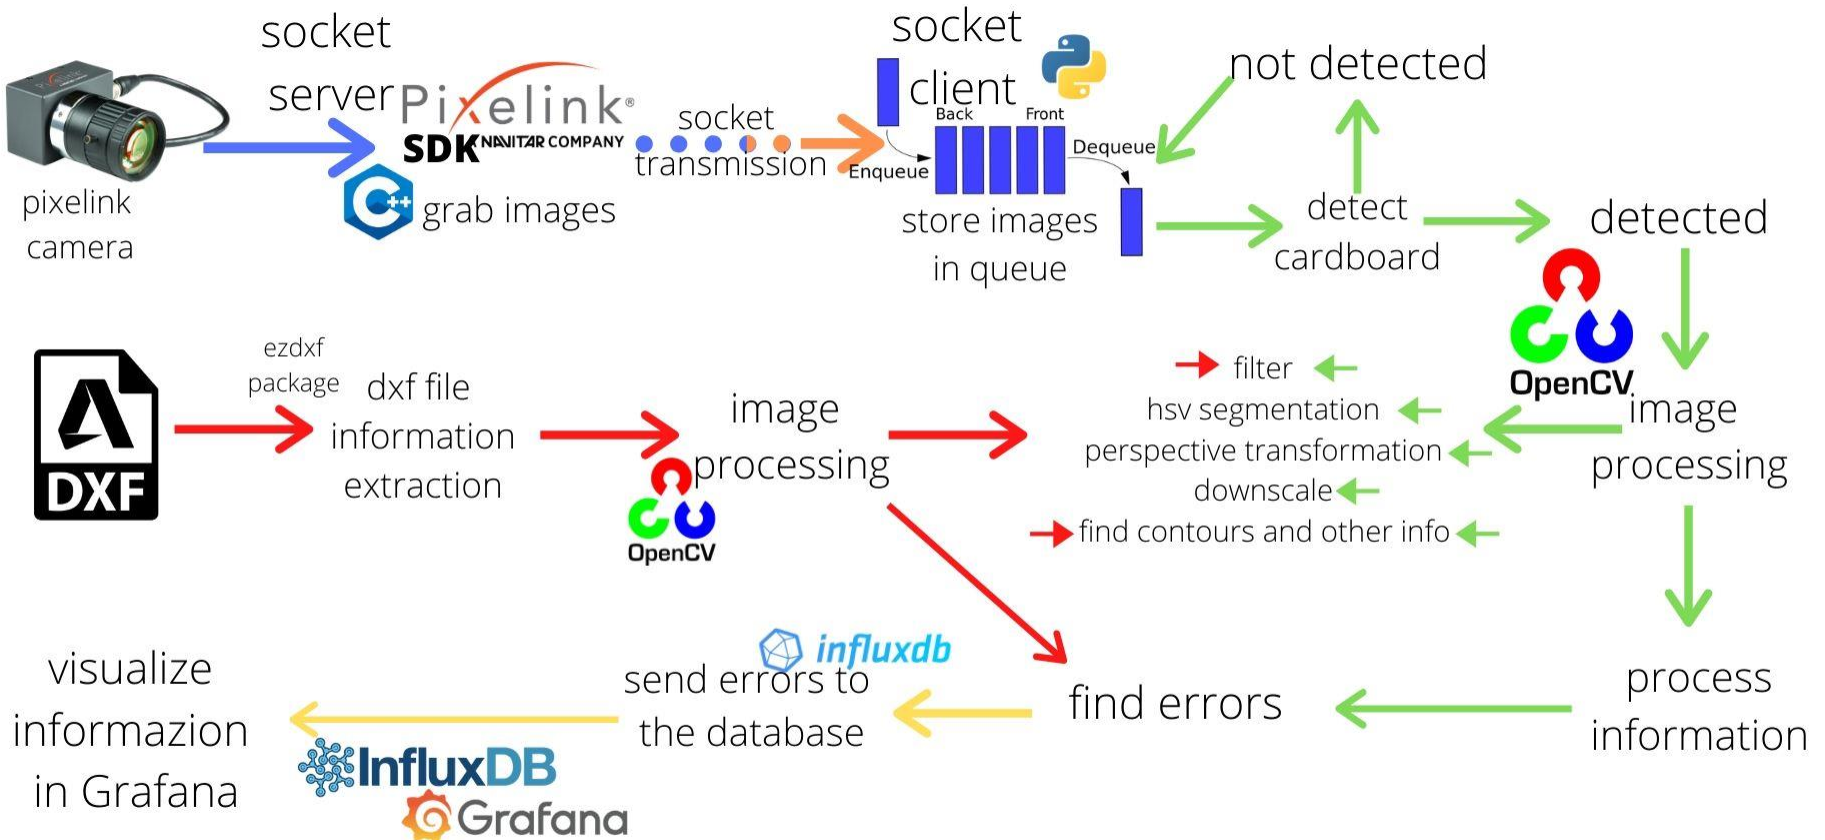 socket
server
Pixelink®
SDK NAVITAR COMPANY
C++
grab images
pixelink
camera
socket
transmission
socket
client
Back Front
Enqueue
Dequeue
store images
in queue
not detected
detect
cardboard
detected
OpenCV
image
processing
DXF
ezdxf
package
dxf file
information
extraction
image
processing
OpenCV
filter
hsv segmentation
perspective transformation
downscale
find contours and other info
process
information
find errors
influxdb
send errors to
the database
InfluxDB
Grafana
visualize
informazion
in Grafana